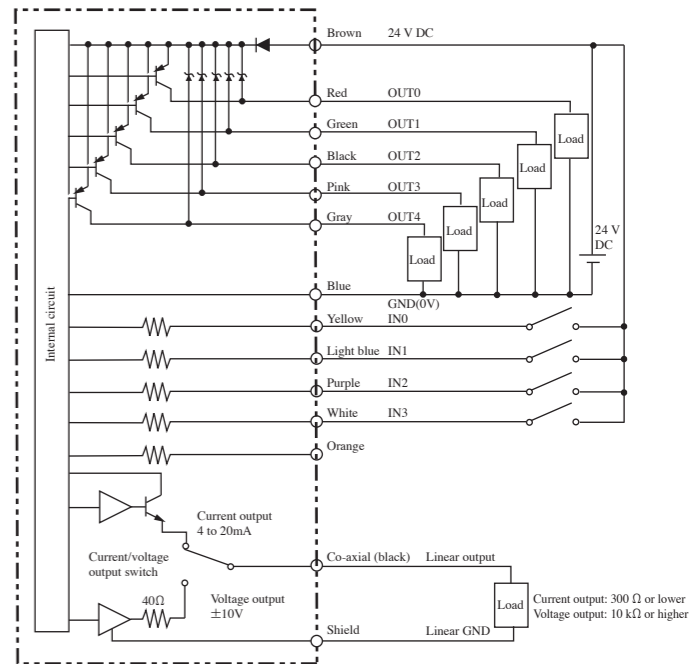 Brown 24 V DC
Red OUT0
Green OUT1
Load
Black OUT2
Load
Pink OUT3
Load
Gray OUT4
Load
24 V
DC
Load
Blue
GND(0V)
Internal circuit
Yellow IN0
Light blue IN1
Purple IN2
White IN3
Orange
Current output
4 to 20mA
Current/voltage
output switch
Co-axial (black) Linear output
40Ω
Voltage output
±10V
Load
Current output: 300 Ω or lower
Voltage output: 10 kΩ or higher
Shield Linear GND